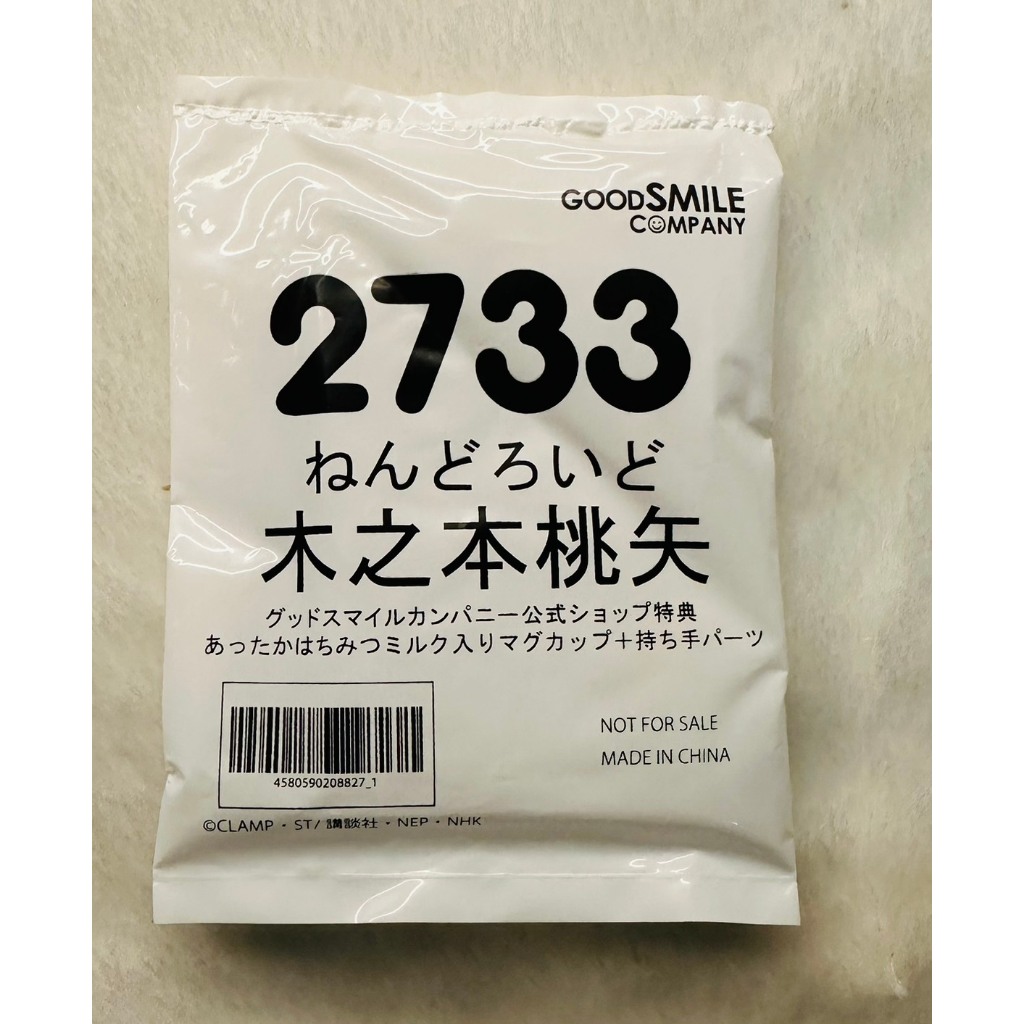 GOODSMILE
COMPANY
2733
ねんどろいど
木之本桃矢
グッドスマイルカンパニー公式ショップ特典
あったかはちみつミルク入りマグカップ＋持ち手パーツ
NOT FOR SALE
MADE IN CHINA
4580590208827_1
©CLAMP・ST/講談社・NEP・NHK